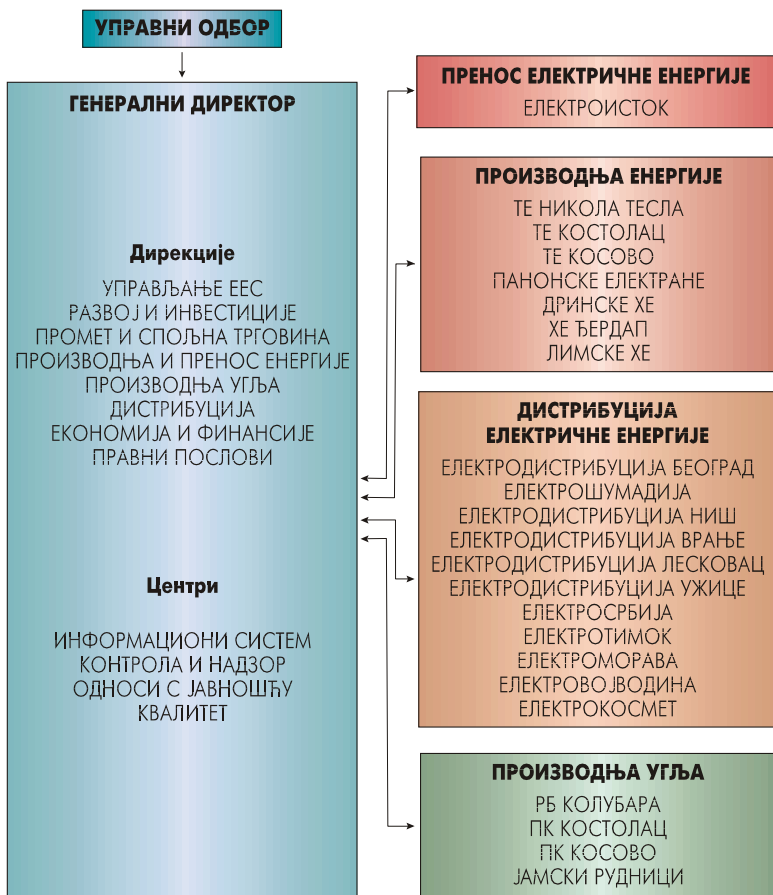 УПРАВНИ ОДБОР
ГЕНЕРАЛНИ ДИРЕКТОР
Дирекције
УПРАВЉАЊЕ ЕЕС
РАЗВОЈ И ИНВЕСТИЦИЈЕ
ПРОМЕТ И СПОЉНА ТРГОВИНА
ПРОИЗВОДЊА И ПРЕНОС ЕНЕРГИЈЕ
ПРОИЗВОДЊА УГЉА
ДИСТРИБУЦИЈА
ЕКОНОМИЈА И ФИНАНСИЈЕ
ПРАВНИ ПОСЛОВИ
Центри
ИНФОРМАЦИОНИ СИСТЕМ
КОНТРОЛА И НАДЗОР
ОДНОСИ С ЈАВНОШЋУ
КВАЛИТЕТ
ПРЕНОС ЕЛЕКТРИЧНЕ ЕНЕРГИЈЕ
ЕЛЕКТРОИСТОК
ПРОИЗВОДЊА ЕНЕРГИЈЕ
ТЕ НИКОЛА ТЕСЛА
ТЕ КОСТОЛАЦ
ТЕ КОСОВО
ПАНОНСКЕ ЕЛЕКТРАНЕ
ДРИНСКЕ ХЕ
ХЕ ЂЕРДАП
ЛИМСКЕ ХЕ
ДИСТРИБУЦИЈА
ЕЛЕКТРИЧНЕ ЕНЕРГИЈЕ
ЕЛЕКТРОДИСТРИБУЦИЈА БЕОГРАД
ЕЛЕКТРОШУМАДИЈА
ЕЛЕКТРОДИСТРИБУЦИЈА НИШ
ЕЛЕКТРОДИСТРИБУЦИЈА ВРАЊЕ
ЕЛЕКТРОДИСТРИБУЦИЈА ЛЕСКОВАЦ
ЕЛЕКТРОДИСТРИБУЦИЈА УЖИЦЕ
ЕЛЕКТРОСРБИЈА
ЕЛЕКТРОТИМОК
ЕЛЕКТРОМОРАВА
ЕЛЕКТРОВОЈВОДИНА
ЕЛЕКТРОКОСМЕТ
ПРОИЗВОДЊА УГЉА
РБ КОЛУБАРА
ПК КОСТОЛАЦ
ПК КОСОВО
ЈАМСКИ РУДНИЦИ